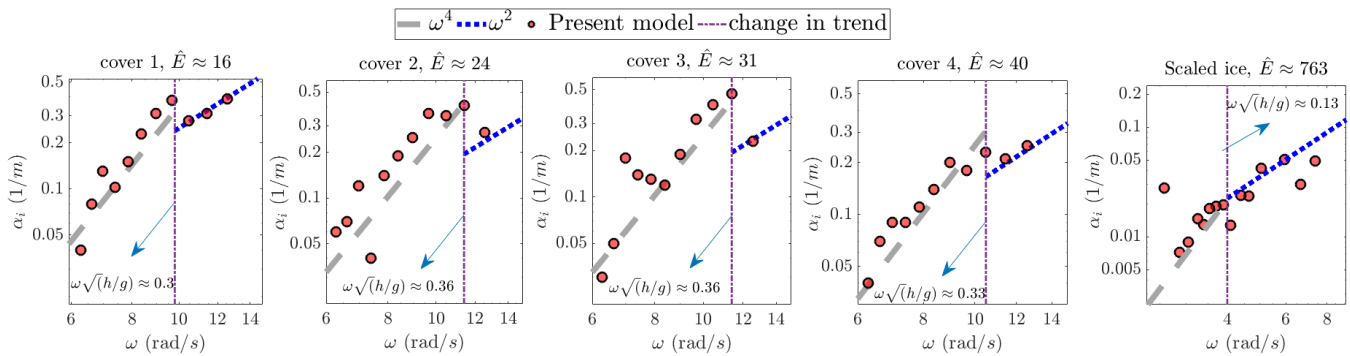 ω⁴ ω² Present model change in trend
cover 1, Ê ≈ 16
0.5
0.3
0.1
0.05
αᵢ (1/m)
ω√(h/g) ≈ 0.3
6 8 10 12 14
ω (rad/s)
cover 2, Ê ≈ 24
0.5
0.3
0.2
0.1
0.05
αᵢ (1/m)
ω√(h/g) ≈ 0.36
6 8 10 12 14
ω (rad/s)
cover 3, Ê ≈ 31
0.5
0.3
0.2
0.1
0.05
αᵢ (1/m)
ω√(h/g) ≈ 0.36
6 8 10 12 14
ω (rad/s)
cover 4, Ê ≈ 40
0.5
0.3
0.2
0.1
0.05
αᵢ (1/m)
ω√(h/g) ≈ 0.33
6 8 10 12 14
ω (rad/s)
Scaled ice, Ê ≈ 763
0.2
0.1
0.05
0.01
0.005
αᵢ (1/m)
ω√(h/g) ≈ 0.13
4 6 8
ω (rad/s)